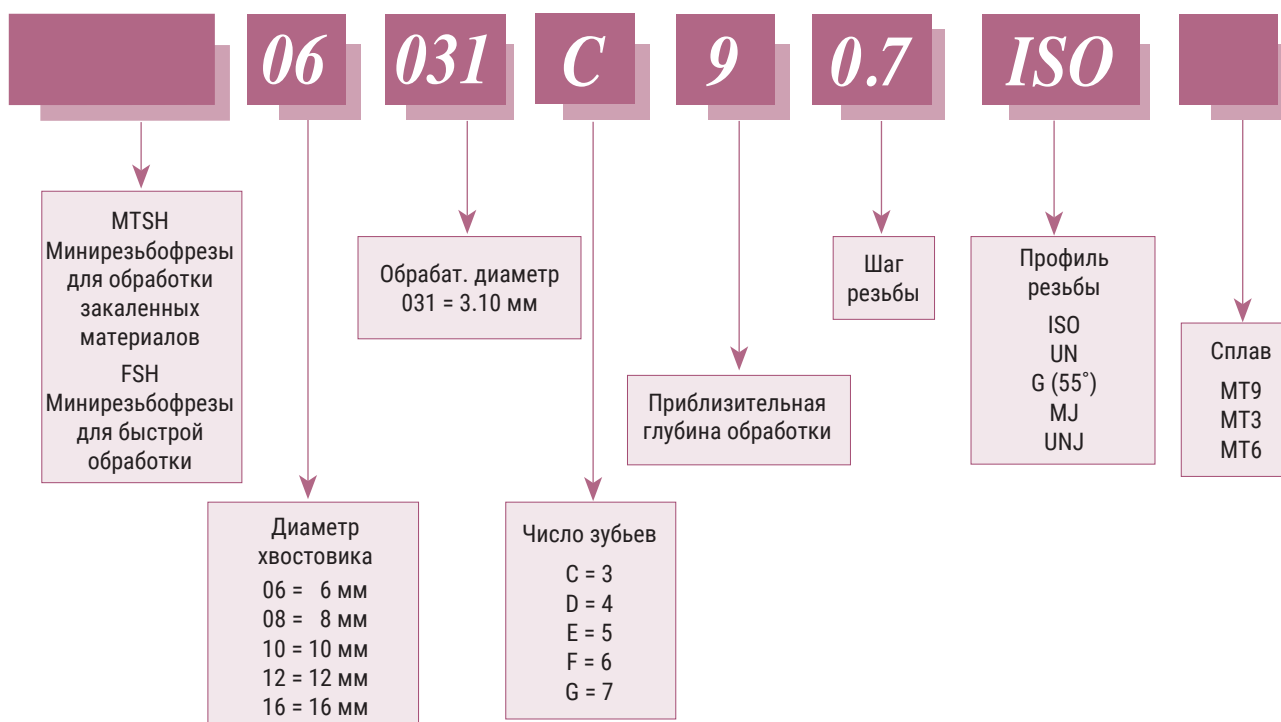 06 031 C 9 0.7 ISO
MTSH
Минирезьбофрезы
для обработки
закаленных
материалов
FSH
Минирезьбофрезы
для быстрой
обработки
Диаметр
хвостовика
06 = 6 мм
08 = 8 мм
10 = 10 мм
12 = 12 мм
16 = 16 мм
Обрабат. диаметр
031 = 3.10 мм
Число зубьев
C = 3
D = 4
E = 5
F = 6
G = 7
Приблизительная
глубина обработки
Шаг
резьбы
Профиль
резьбы
ISO
UN
G (55°)
MJ
UNJ
Сплав
MT9
MT3
MT6